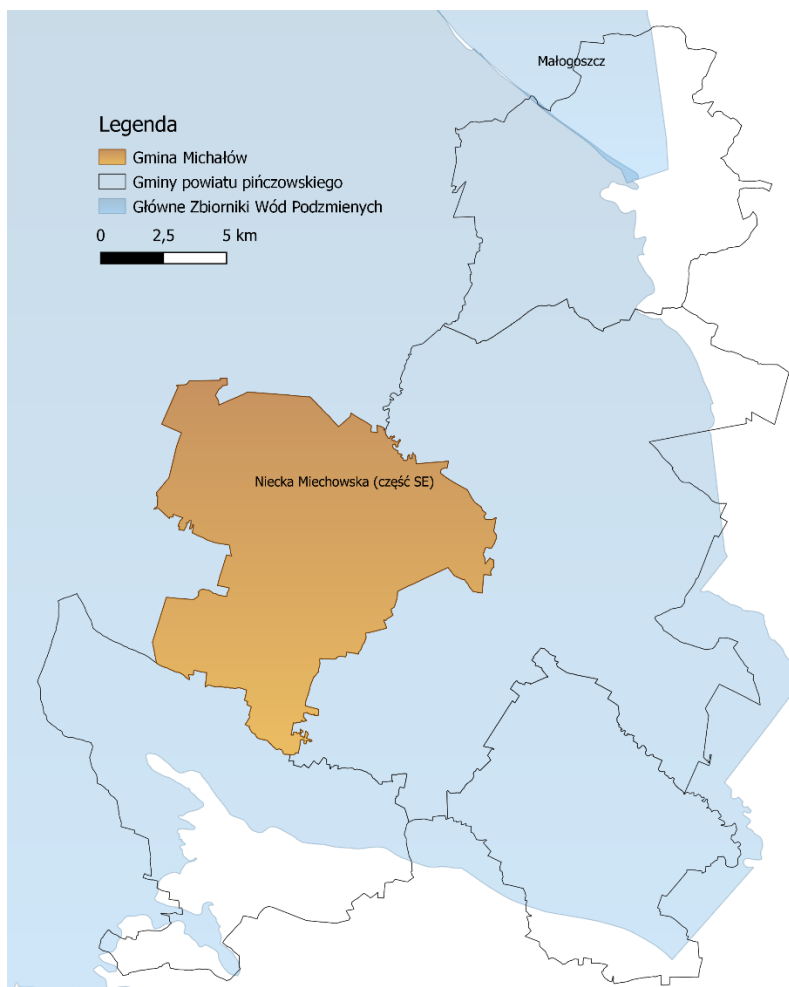 Małogoszcz
Legenda
Gmina Michałów
Gminy powiatu pińczowskiego
Główne Zbiorniki Wód Podzmienych
0 2,5 5 km
Niecka Miechowska (część SE)